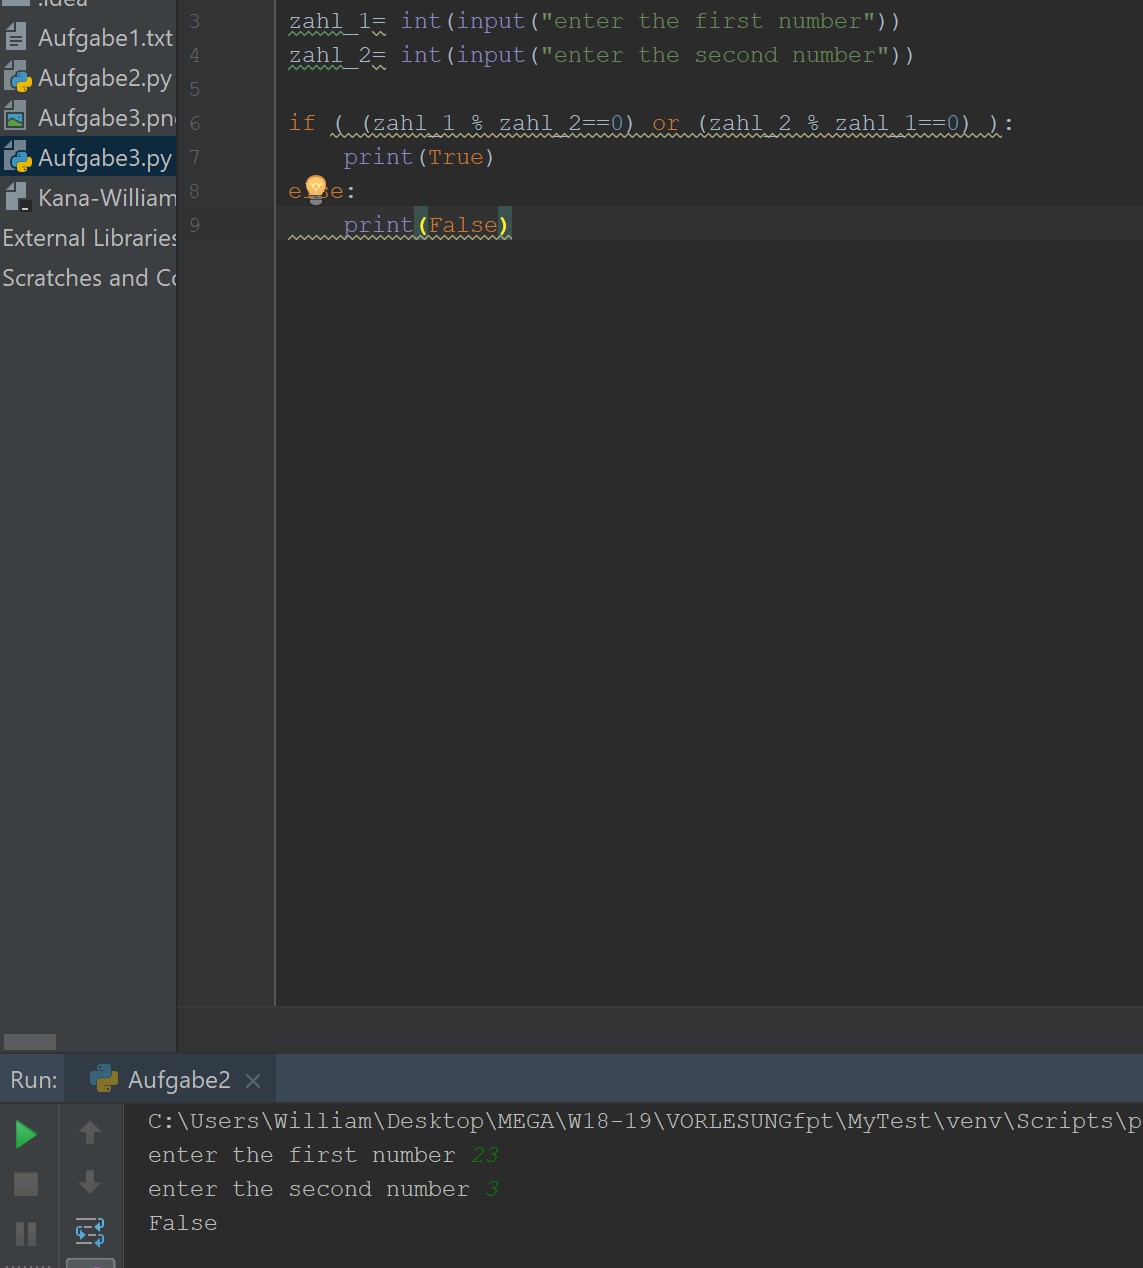 .idea
Aufgabe1.txt
Aufgabe2.py
Aufgabe3.pn
Aufgabe3.py
Kana-William
External Libraries
Scratches and Co
3 zahl_1= int(input("enter the first number"))
4 zahl_2= int(input("enter the second number"))
5
6 if ( (zahl_1 % zahl_2==0) or (zahl_2 % zahl_1==0) ):
7 print(True)
8 else:
9 print(False)
Run: Aufgabe2
C:\Users\William\Desktop\MEGA\W18-19\VORLESUNGfpt\MyTest\venv\Scripts\p
enter the first number 23
enter the second number 3
False